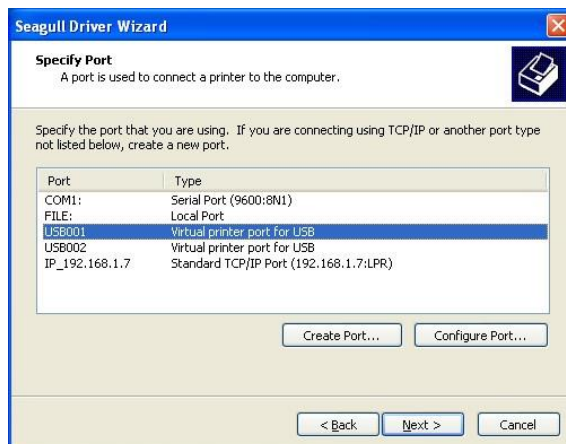 Seagull Driver Wizard
Specify Port
A port is used to connect a printer to the computer.
Specify the port that you are using. If you are connecting using TCP/IP or another port type
not listed below, create a new port.
Port Type
COM1: Serial Port (9600:8N1)
FILE: Local Port
USB001 Virtual printer port for USB
USB002 Virtual printer port for USB
IP_192.168.1.7 Standard TCP/IP Port (192.168.1.7:LPR)
Create Port... Configure Port...
< Back Next > Cancel